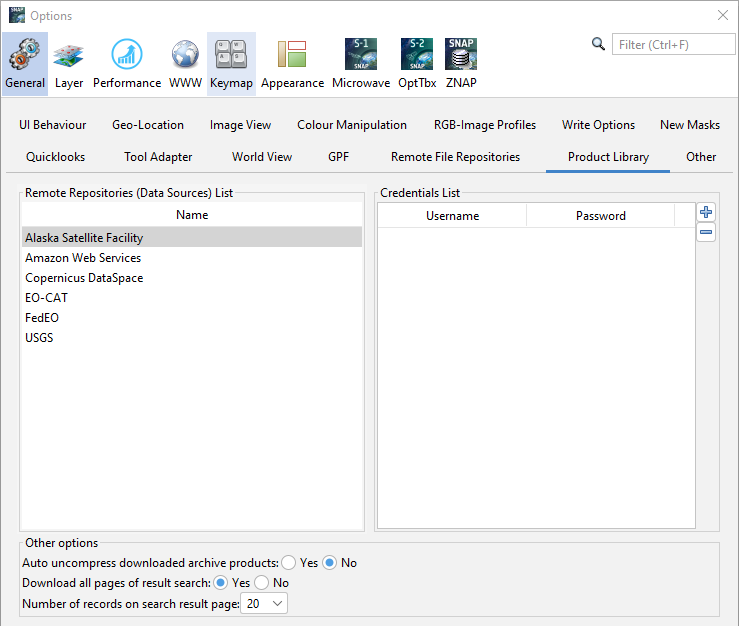 Options
S-1 S-2 SNAP
SNAP SNAP
General Layer Performance WWW Keymap Appearance Microwave OptTbx ZNAP
Filter (Ctrl+F)
UI Behaviour Geo-Location Image View Colour Manipulation RGB-Image Profiles Write Options New Masks
Quicklooks Tool Adapter World View GPF Remote File Repositories Product Library Other
Remote Repositories (Data Sources) List
Name
Alaska Satellite Facility
Amazon Web Services
Copernicus DataSpace
EO-CAT
FedEO
USGS
Credentials List
Username Password
Other options
Auto uncompress downloaded archive products: Yes No
Download all pages of result search: Yes No
Number of records on search result page: 20